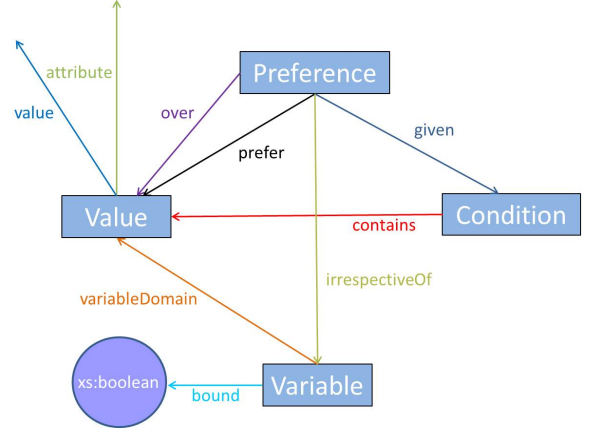 attribute
Preference
value
over
given
prefer
Value
Condition
contains
irrespectiveOf
variableDomain
xs:boolean
Variable
bound